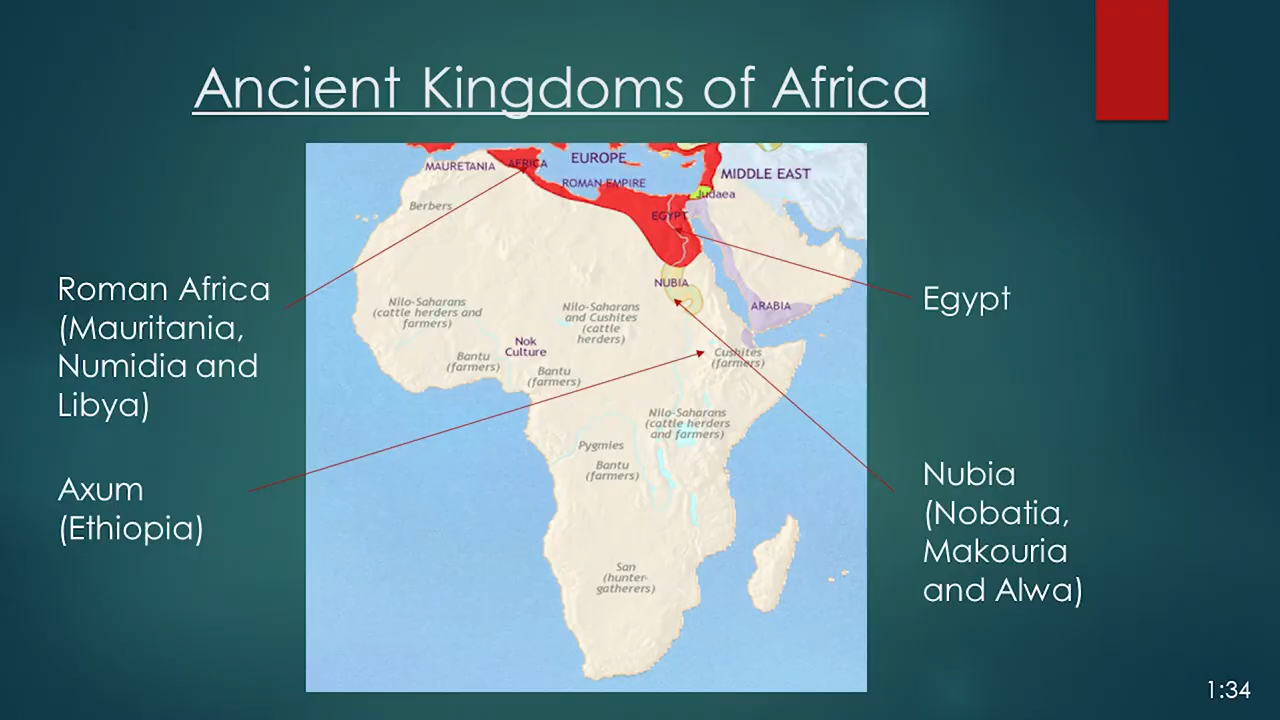 Ancient Kingdoms of Africa
MAURETANIA
AFRICA
EUROPE
ROMAN EMPIRE
MIDDLE EAST
Judaea
Berbers
EGYPT
NUBIA
ARABIA
Nilo-Saharans
(cattle herders and
farmers)
Nilo-Saharans
and Cushites
(cattle
herders)
Nok
Culture
Bantu
(farmers)
Bantu
(farmers)
Cushites
(farmers)
Nilo-Saharans
(cattle herders
and farmers)
Pygmies
Bantu
(farmers)
San
(hunter-
gatherers)
Roman Africa
(Mauritania,
Numidia and
Libya)
Axum
(Ethiopia)
Egypt
Nubia
(Nobatia,
Makouria
and Alwa)
1:34